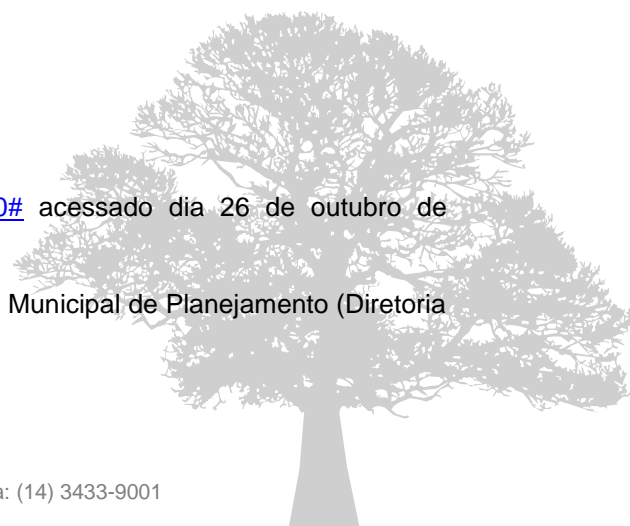 0# acessado dia 26 de outubro de
Municipal de Planejamento (Diretoria
a: (14) 3433-9001